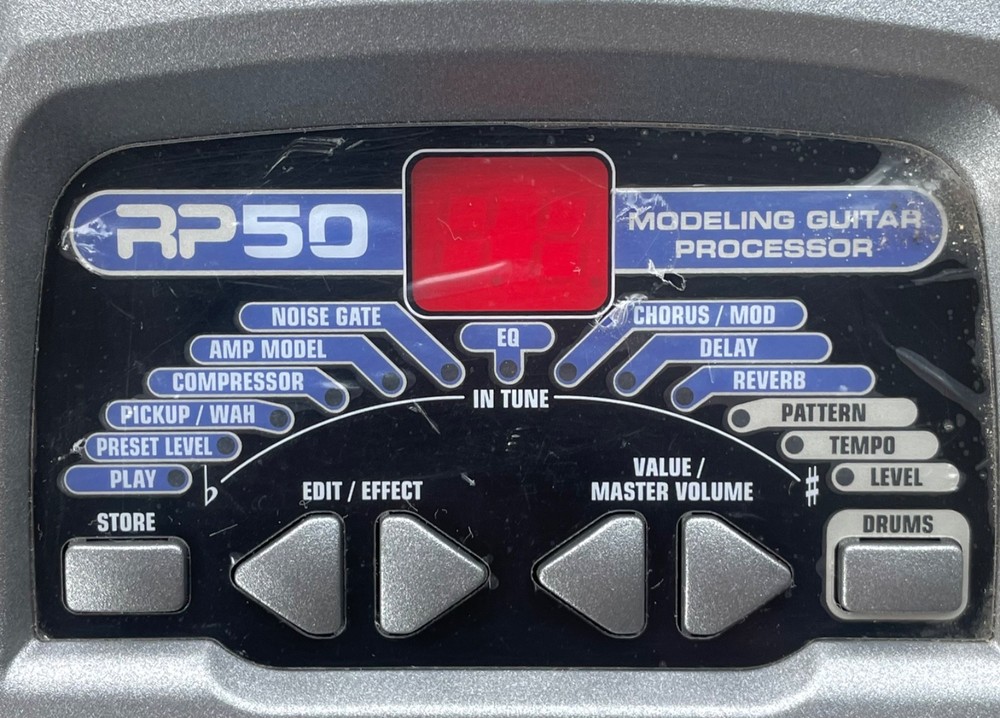 RP50
MODELING GUITAR
PROCESSOR
NOISE GATE
EQ
CHORUS / MOD
AMP MODEL
DELAY
COMPRESSOR
REVERB
IN TUNE
PICKUP / WAH
PATTERN
PRESET LEVEL
TEMPO
PLAY
♭
♯
LEVEL
EDIT / EFFECT
VALUE /
MASTER VOLUME
STORE
DRUMS